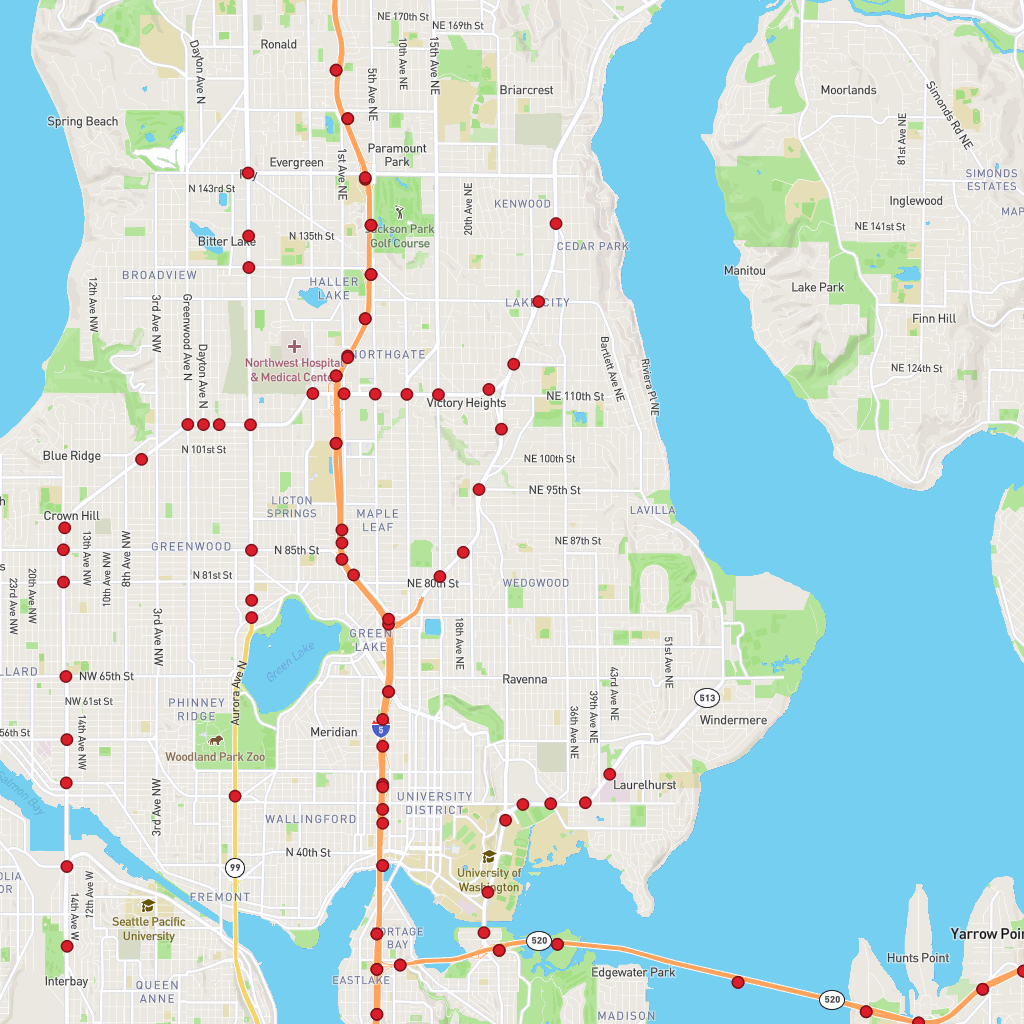 NE 170th St
NE 169th St
Ronald
Dayton Ave N
10th Ave NE
15th Ave NE
5th Ave NE
Briarcrest
Moorlands
Simonds Rd NE
Spring Beach
81st Ave NE
Paramount
Park
Evergreen
1st Ave NE
SIMONDS
ESTATES
N 143rd St
20th Ave NE
KENWOOD
Inglewood
Jackson Park
Golf Course
NE 141st St
Bitter Lake
N 135th St
CEDAR PARK
BROADVIEW
Manitou
12th Ave NW
HALLER
LAKE
Lake Park
3rd Ave NW
Greenwood Ave N
LAKE CITY
Finn Hill
Dayton Ave N
Northwest Hospital
& Medical Center
NORTHGATE
Bartlett Ave NE
Riviera Pl NE
NE 124th St
Victory Heights
NE 110th St
N 101st St
Blue Ridge
NE 100th St
NE 95th St
LICTON
SPRINGS
MAPLE
LEAF
LAVILLA
Crown Hill
13th Ave NW
8th Ave NW
GREENWOOD
N 85th St
NE 87th St
10th Ave NW
20th Ave NW
23rd Ave NW
N 81st St
NE 80th St
WEDGWOOD
3rd Ave NW
GREEN
LAKE
18th Ave NE
51st Ave NE
Green Lake
LLARD
NW 65th St
Aurora Ave N
Ravenna
43rd Ave NE
NW 61st St
39th Ave NE
36th Ave NE
513
PHINNEY
RIDGE
Windermere
56th St
14th Ave NW
Meridian
5
Woodland Park Zoo
Salmon Bay
3rd Ave NW
UNIVERSITY
DISTRICT
Laurelhurst
WALLINGFORD
N 40th St
99
University of
Washington
12th Ave W
14th Ave W
FREMONT
Seattle Pacific
University
PORTAGE
BAY
520
Yarrow Poin
Hunts Point
Interbay
QUEEN
ANNE
EASTLAKE
Edgewater Park
520
MADISON